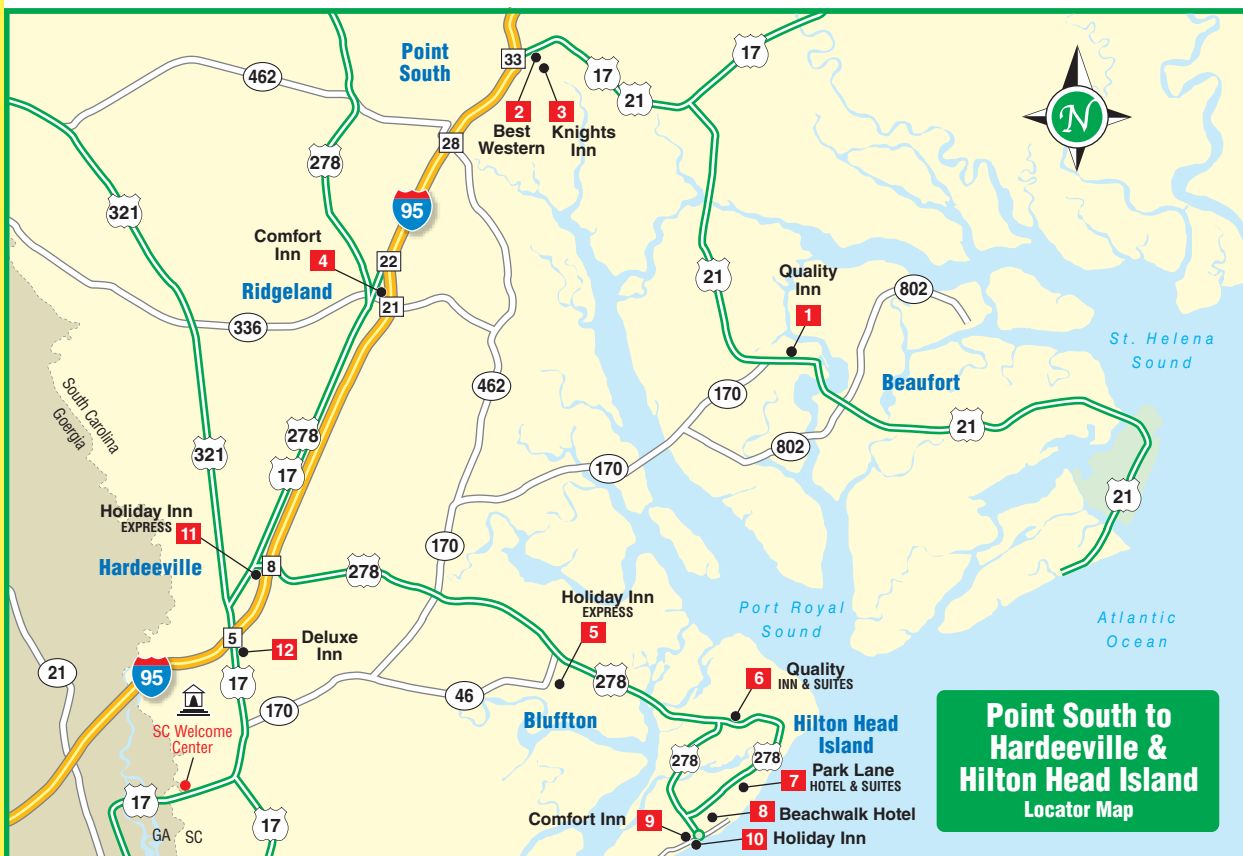 Point
South
33
17
17
21
462
2
3
Best
Western
Knights
Inn
28
278
321
95
Comfort
Inn
4
22
Ridgeland
21
336
21
Quality
Inn
1
802
St. Helena
Sound
Beaufort
462
170
South Carolina
Goergia
278
17
321
802
21
170
21
Holiday Inn
EXPRESS
11
Hardeeville
8
278
170
Holiday Inn
EXPRESS
5
Port Royal
Sound
Atlantic
Ocean
5
12
Deluxe
Inn
95
21
17
170
46
278
Bluffton
6
Quality
INN & SUITES
Hilton Head
Island
SC Welcome
Center
278
278
7
Park Lane
HOTEL & SUITES
8
Beachwalk Hotel
Comfort Inn
9
10
Holiday Inn
17
17
GA
SC
N
Point South to
Hardeeville &
Hilton Head Island
Locator Map